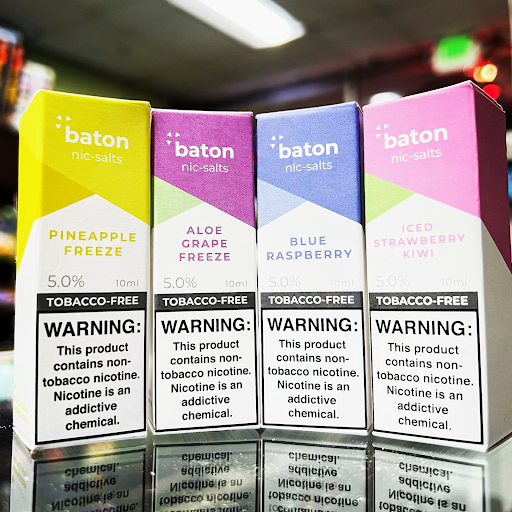 baton
nic-salts
PINEAPPLE
FREEZE
5.0% 10ml
TOBACCO-FREE
WARNING:
This product
contains non-
tobacco nicotine.
Nicotine is an
addictive
chemical.
baton
nic-salts
ALOE
GRAPE
FREEZE
5.0% 10ml
TOBACCO-FREE
WARNING:
This product
contains non-
tobacco nicotine.
Nicotine is an
addictive
chemical.
baton
nic-salts
BLUE
RASPBERRY
5.0% 10ml
TOBACCO-FREE
WARNING:
This product
contains non-
tobacco nicotine.
Nicotine is an
addictive
chemical.
baton
nic-salts
ICED
STRAWBERRY
KIWI
5.0% 10ml
TOBACCO-FREE
WARNING:
This product
contains non-
tobacco nicotine.
Nicotine is an
addictive
chemical.